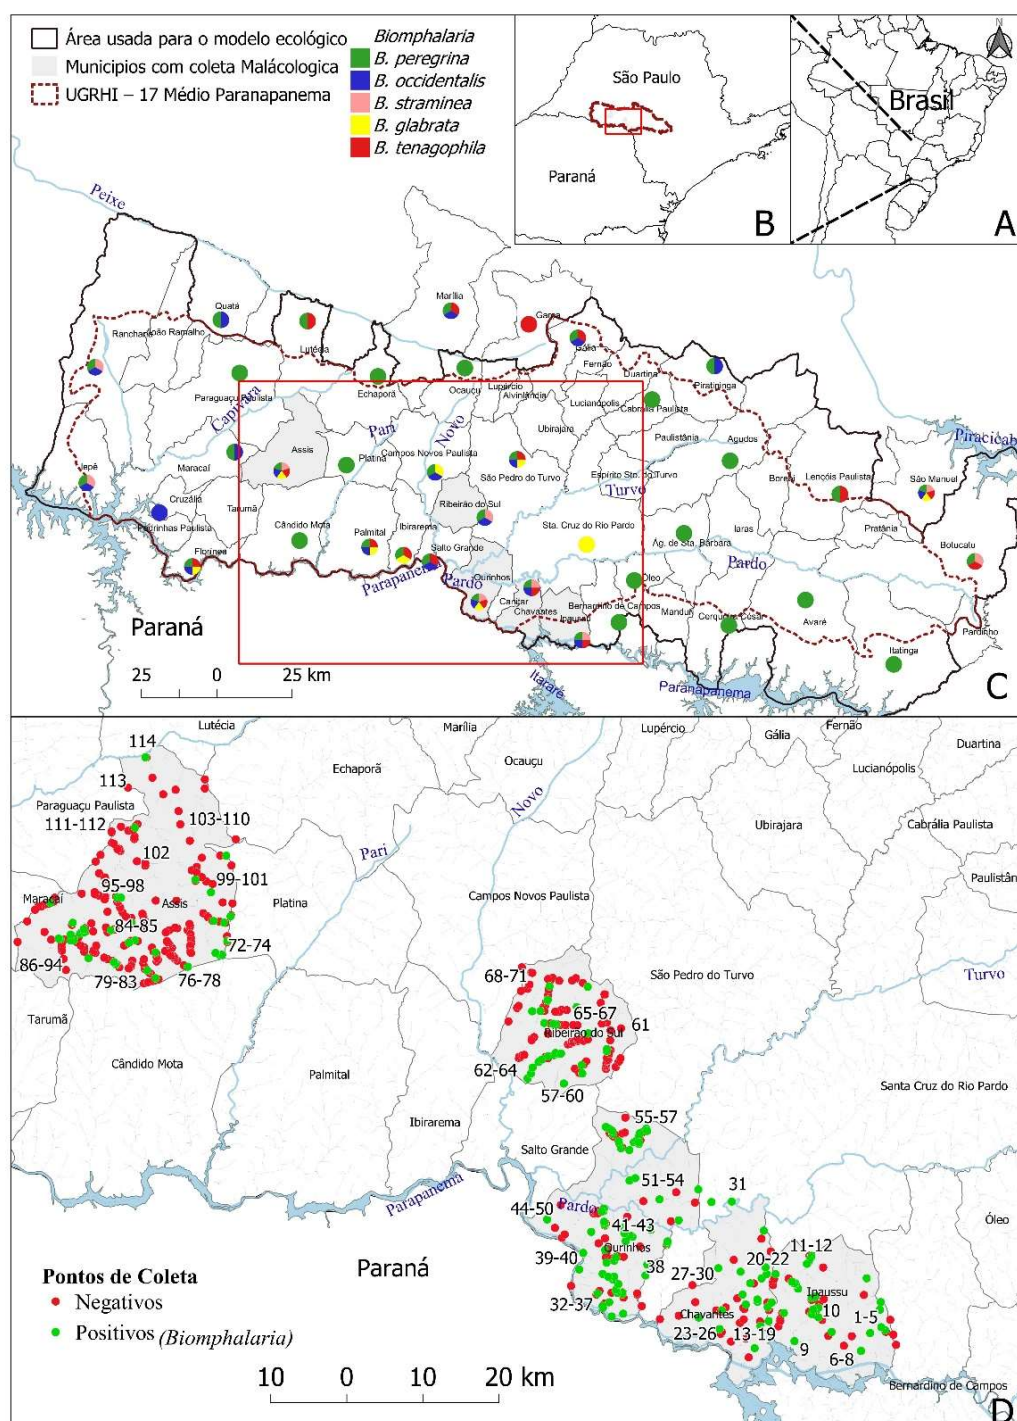 Área usada para o modelo ecológico
Municipios com coleta Malácologica
UGRHI – 17 Médio Paranapanema
Biomphalaria
B. peregrina
B. occidentalis
B. straminea
B. glabrata
B. tenagophila
São Paulo
Paraná
B
N
Brasil
A
Peixe
Quatá
Marília
Garça
Rancharia
João Ramalho
Lutécia
Gália
Fernão
Duartina
Piratininga
Paraguaçu Paulista
Echaporã
Ocauçu
Lupércio
Alvinlândia
Lucianópolis
Cabrália Paulista
Capivara
Pari
Novo
Ubirajara
Paulistânia
Agudos
Piracicab
Assis
Platina
Campos Novos Paulista
São Pedro do Turvo
Espírito Sto. do Turvo
Turvo
Borebi
Lençóis Paulista
São Manuel
Iepê
Maracaí
Cruzália
Pedrinhas Paulista
Tarumã
Cândido Mota
Palmital
Ibirarema
Ribeirão do Sul
Salto Grande
Sta. Cruz do Rio Pardo
Ág. de Sta. Bárbara
Iaras
Pratânia
Botucatu
Florínea
Parapanema
Pardo
Ourinhos
Canitar
Chavantes
Ipaussu
Bernardino de Campos
Óleo
Manduri
Cerqueira César
Pardo
Avaré
Pardinho
Itatinga
Paraná
Itararé
Paranapanema
25 0 25 km
C
114
Lutécia
Marília
Lupércio
Gália
Fernão
Duartina
Echaporã
Ocauçu
Lucianópolis
113
Paraguaçu Paulista
103-110
111-112
Novo
Ubirajara
Cabrália Paulista
102
Pari
Paulistân
95-98
99-101
Maracaí
Assis
Platina
Campos Novos Paulista
84-85
72-74
86-94
79-83
76-78
68-71
São Pedro do Turvo
Turvo
65-67
61
Ribeirão do Sul
Tarumã
Cândido Mota
Palmital
62-64
57-60
Santa Cruz do Rio Pardo
Ibirarema
55-57
Salto Grande
Parapanema
51-54
31
44-50
Pardo
41-43
Óleo
Paraná
39-40
Ourinhos
38
27-30
20-22
11-12
Pontos de Coleta
Negativos
Positivos (Biomphalaria)
32-37
Chavantes
Ipaussu
10
1-5
23-26
13-19
9
6-8
Bernardino de Campos
10 0 10 20 km
D